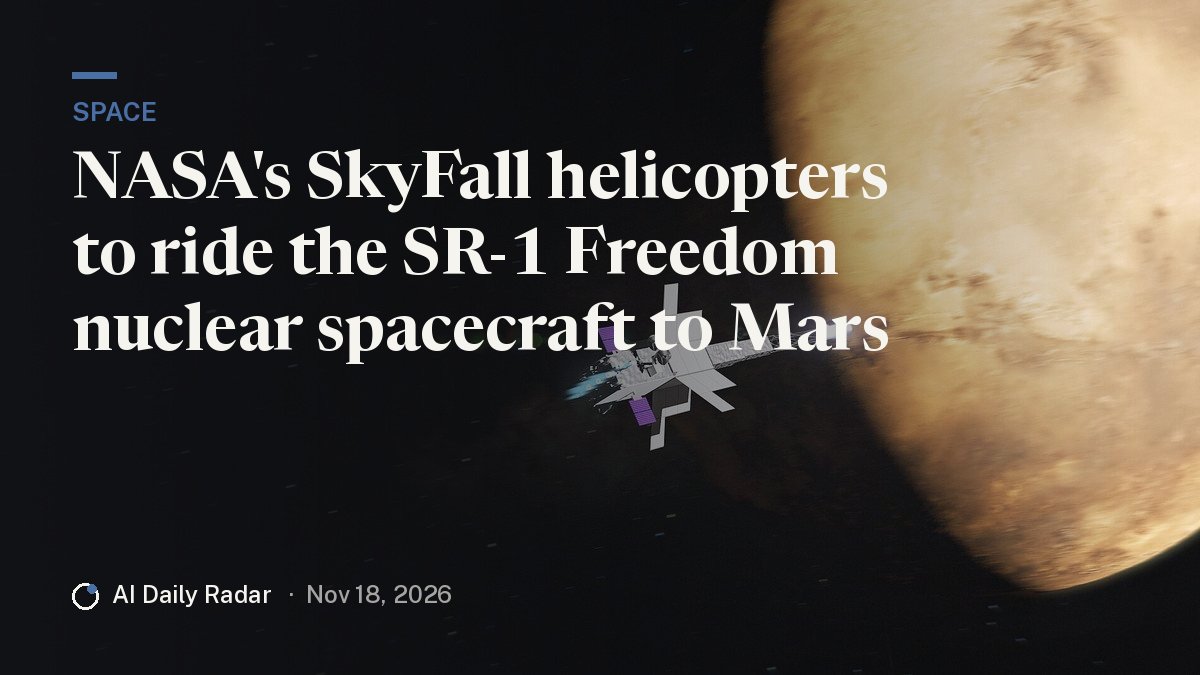 SPACE
NASA's SkyFall helicopters
to ride the SR-1 Freedom
nuclear spacecraft to Mars
AI Daily Radar · Nov 18, 2026